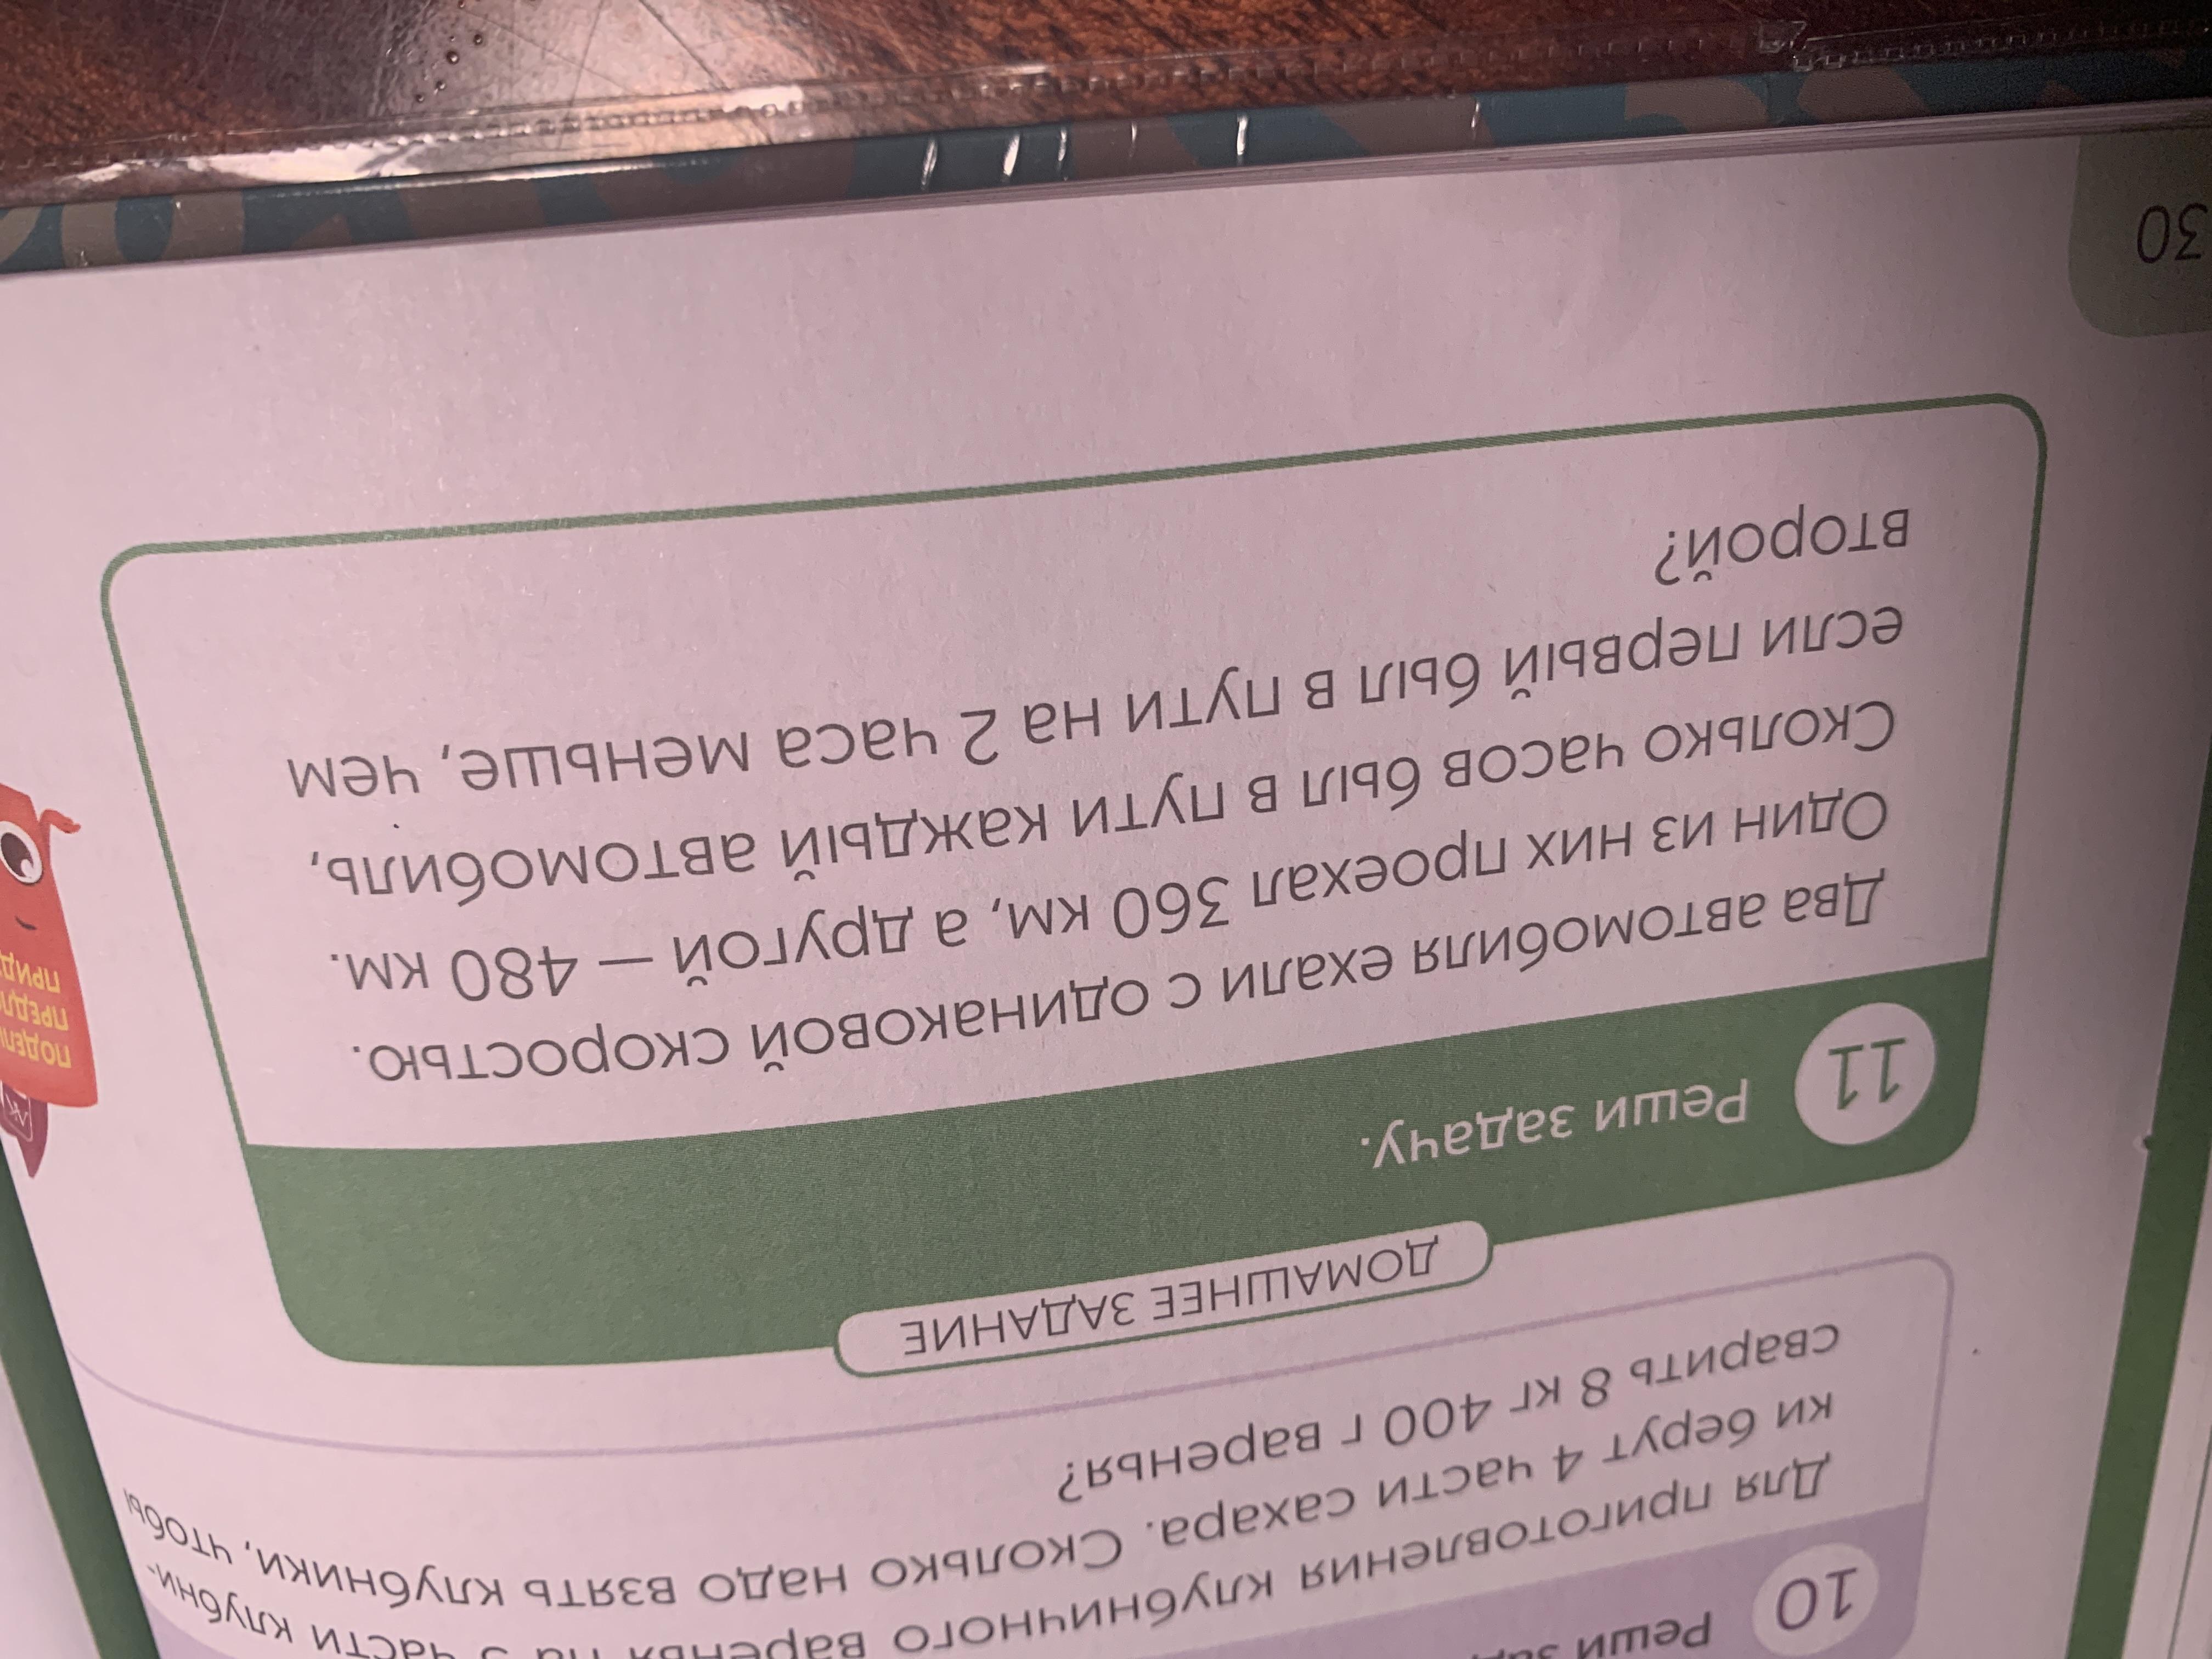 10
Реши
Для приготовления клубничного варенья на 3 части клубни-
ки берут 4 части сахара. Сколько надо взять клубники, чтобы
сварить 8 кг 400 г варенья?
ДОМАШНЕЕ ЗАДАНИЕ
11 Реши задачу.
Два автомобиля ехали с одинаковой скоростью.
Один из них проехал 360 км, а другой — 480 км.
Сколько часов был в пути каждый автомобиль,
если первый был в пути на 2 часа меньше, чем
второй?
30